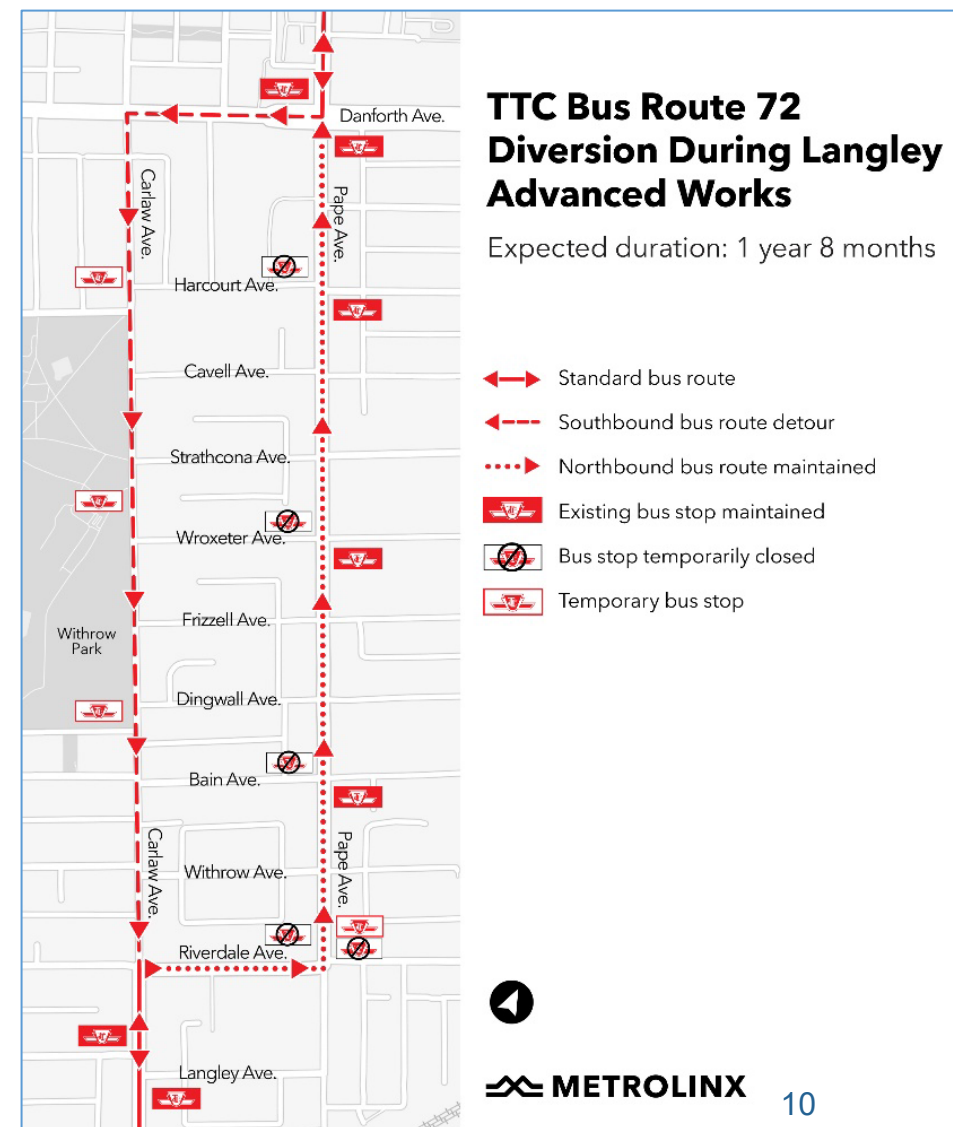 TTC Bus Route 72
Diversion During Langley
Advanced Works
Expected duration: 1 year 8 months
Standard bus route
Southbound bus route detour
Northbound bus route maintained
Existing bus stop maintained
Bus stop temporarily closed
Temporary bus stop
Danforth Ave.
Carlaw Ave.
Pape Ave.
Harcourt Ave.
Cavell Ave.
Strathcona Ave.
Wroxeter Ave.
Frizzell Ave.
Withrow
Park
Dingwall Ave.
Bain Ave.
Carlaw Ave.
Pape Ave.
Withrow Ave.
Riverdale Ave.
Langley Ave.
METROLINX
10